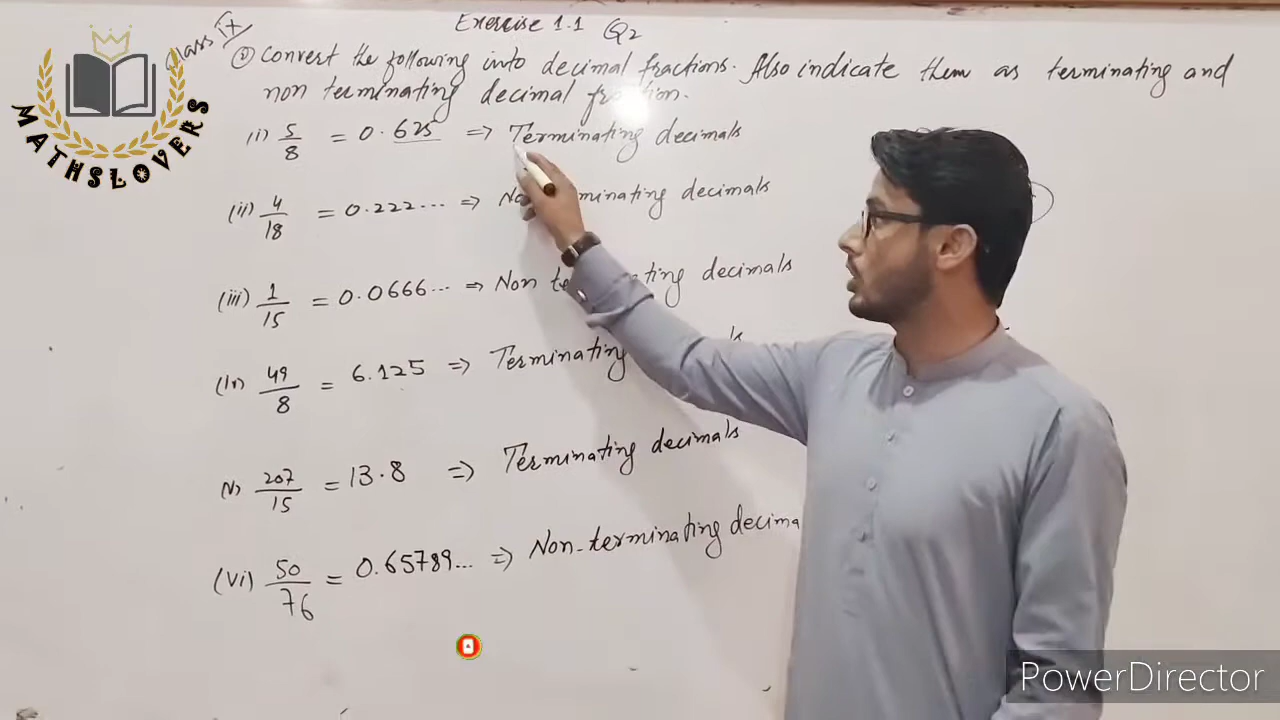 MATHSLOVERS
Class IX
Exercise 1.1 Q2
② Convert the following into decimal fractions. Also indicate them as terminating and
non terminating decimal fraction.
(i) 5/8 = 0.625 => Terminating decimals
(ii) 4/18 = 0.222... => minating decimals
(iii) 1/15 = 0.0666... => Non ting decimals
(iv) 49/8 = 6.125 => Terminating
(v) 207/15 = 13.8 => Terminating decimals
(vi) 50/76 = 0.65789... => Non-terminating decima
PowerDirector